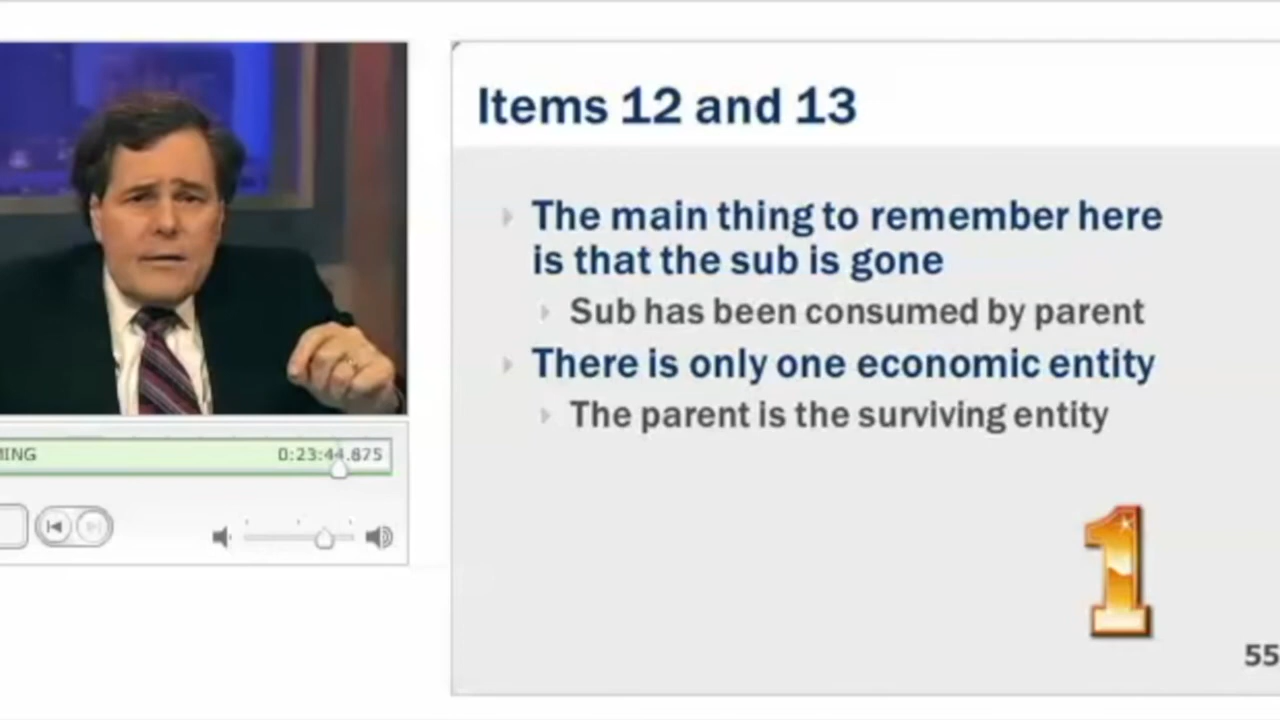 Items 12 and 13
The main thing to remember here
is that the sub is gone
Sub has been consumed by parent
There is only one economic entity
The parent is the surviving entity
MING 0:23:44.875
1
55